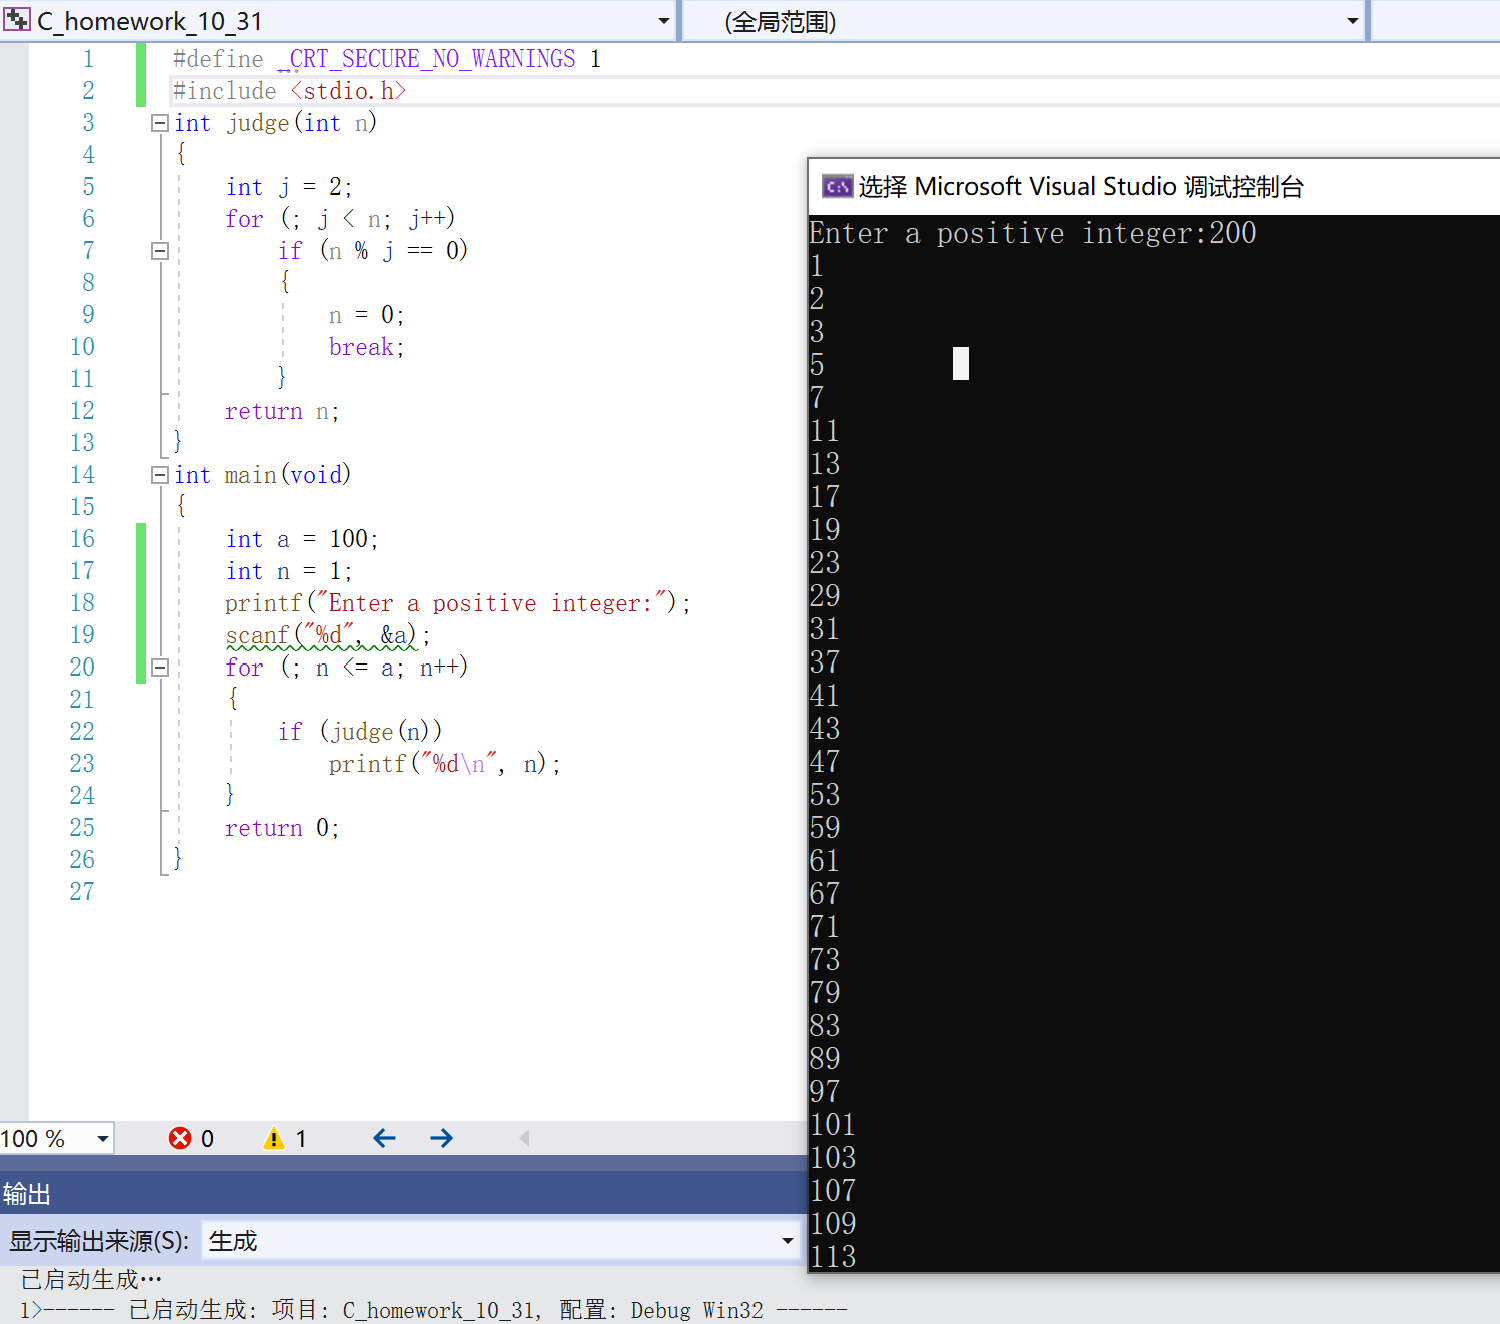 C_homework_10_31
(全局范围)
1 #define _CRT_SECURE_NO_WARNINGS 1
2 #include <stdio.h>
3 int judge(int n)
4 {
5 int j = 2;
6 for (; j < n; j++)
7 if (n % j == 0)
8 {
9 n = 0;
10 break;
11 }
12 return n;
13 }
14 int main(void)
15 {
16 int a = 100;
17 int n = 1;
18 printf("Enter a positive integer:");
19 scanf("%d", &a);
20 for (; n <= a; n++)
21 {
22 if (judge(n))
23 printf("%d\n", n);
24 }
25 return 0;
26 }
27
选择 Microsoft Visual Studio 调试控制台
Enter a positive integer:200
1
2
3
5
7
11
13
17
19
23
29
31
37
41
43
47
53
59
61
67
71
73
79
83
89
97
101
103
107
109
113
100 % 0 1
输出
显示输出来源(S): 生成
已启动生成…
1>------ 已启动生成: 项目: C_homework_10_31, 配置: Debug Win32 ------